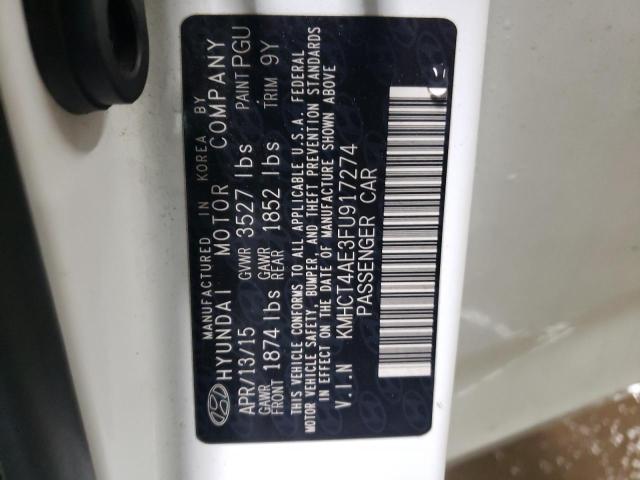 MANUFACTURED IN KOREA BY
HYUNDAI MOTOR COMPANY
APR/13/15 GVWR 3527 lbs PAINT PGU
GAWR FRONT 1874 lbs GAWR REAR 1852 lbs TRIM 9Y
THIS VEHICLE CONFORMS TO ALL APPLICABLE U.S.A. FEDERAL
MOTOR VEHICLE SAFETY, BUMPER, AND THEFT PREVENTION STANDARDS
IN EFFECT ON THE DATE OF MANUFACTURE SHOWN ABOVE
V.I.N KMHCT4AE3FU917274
PASSENGER CAR